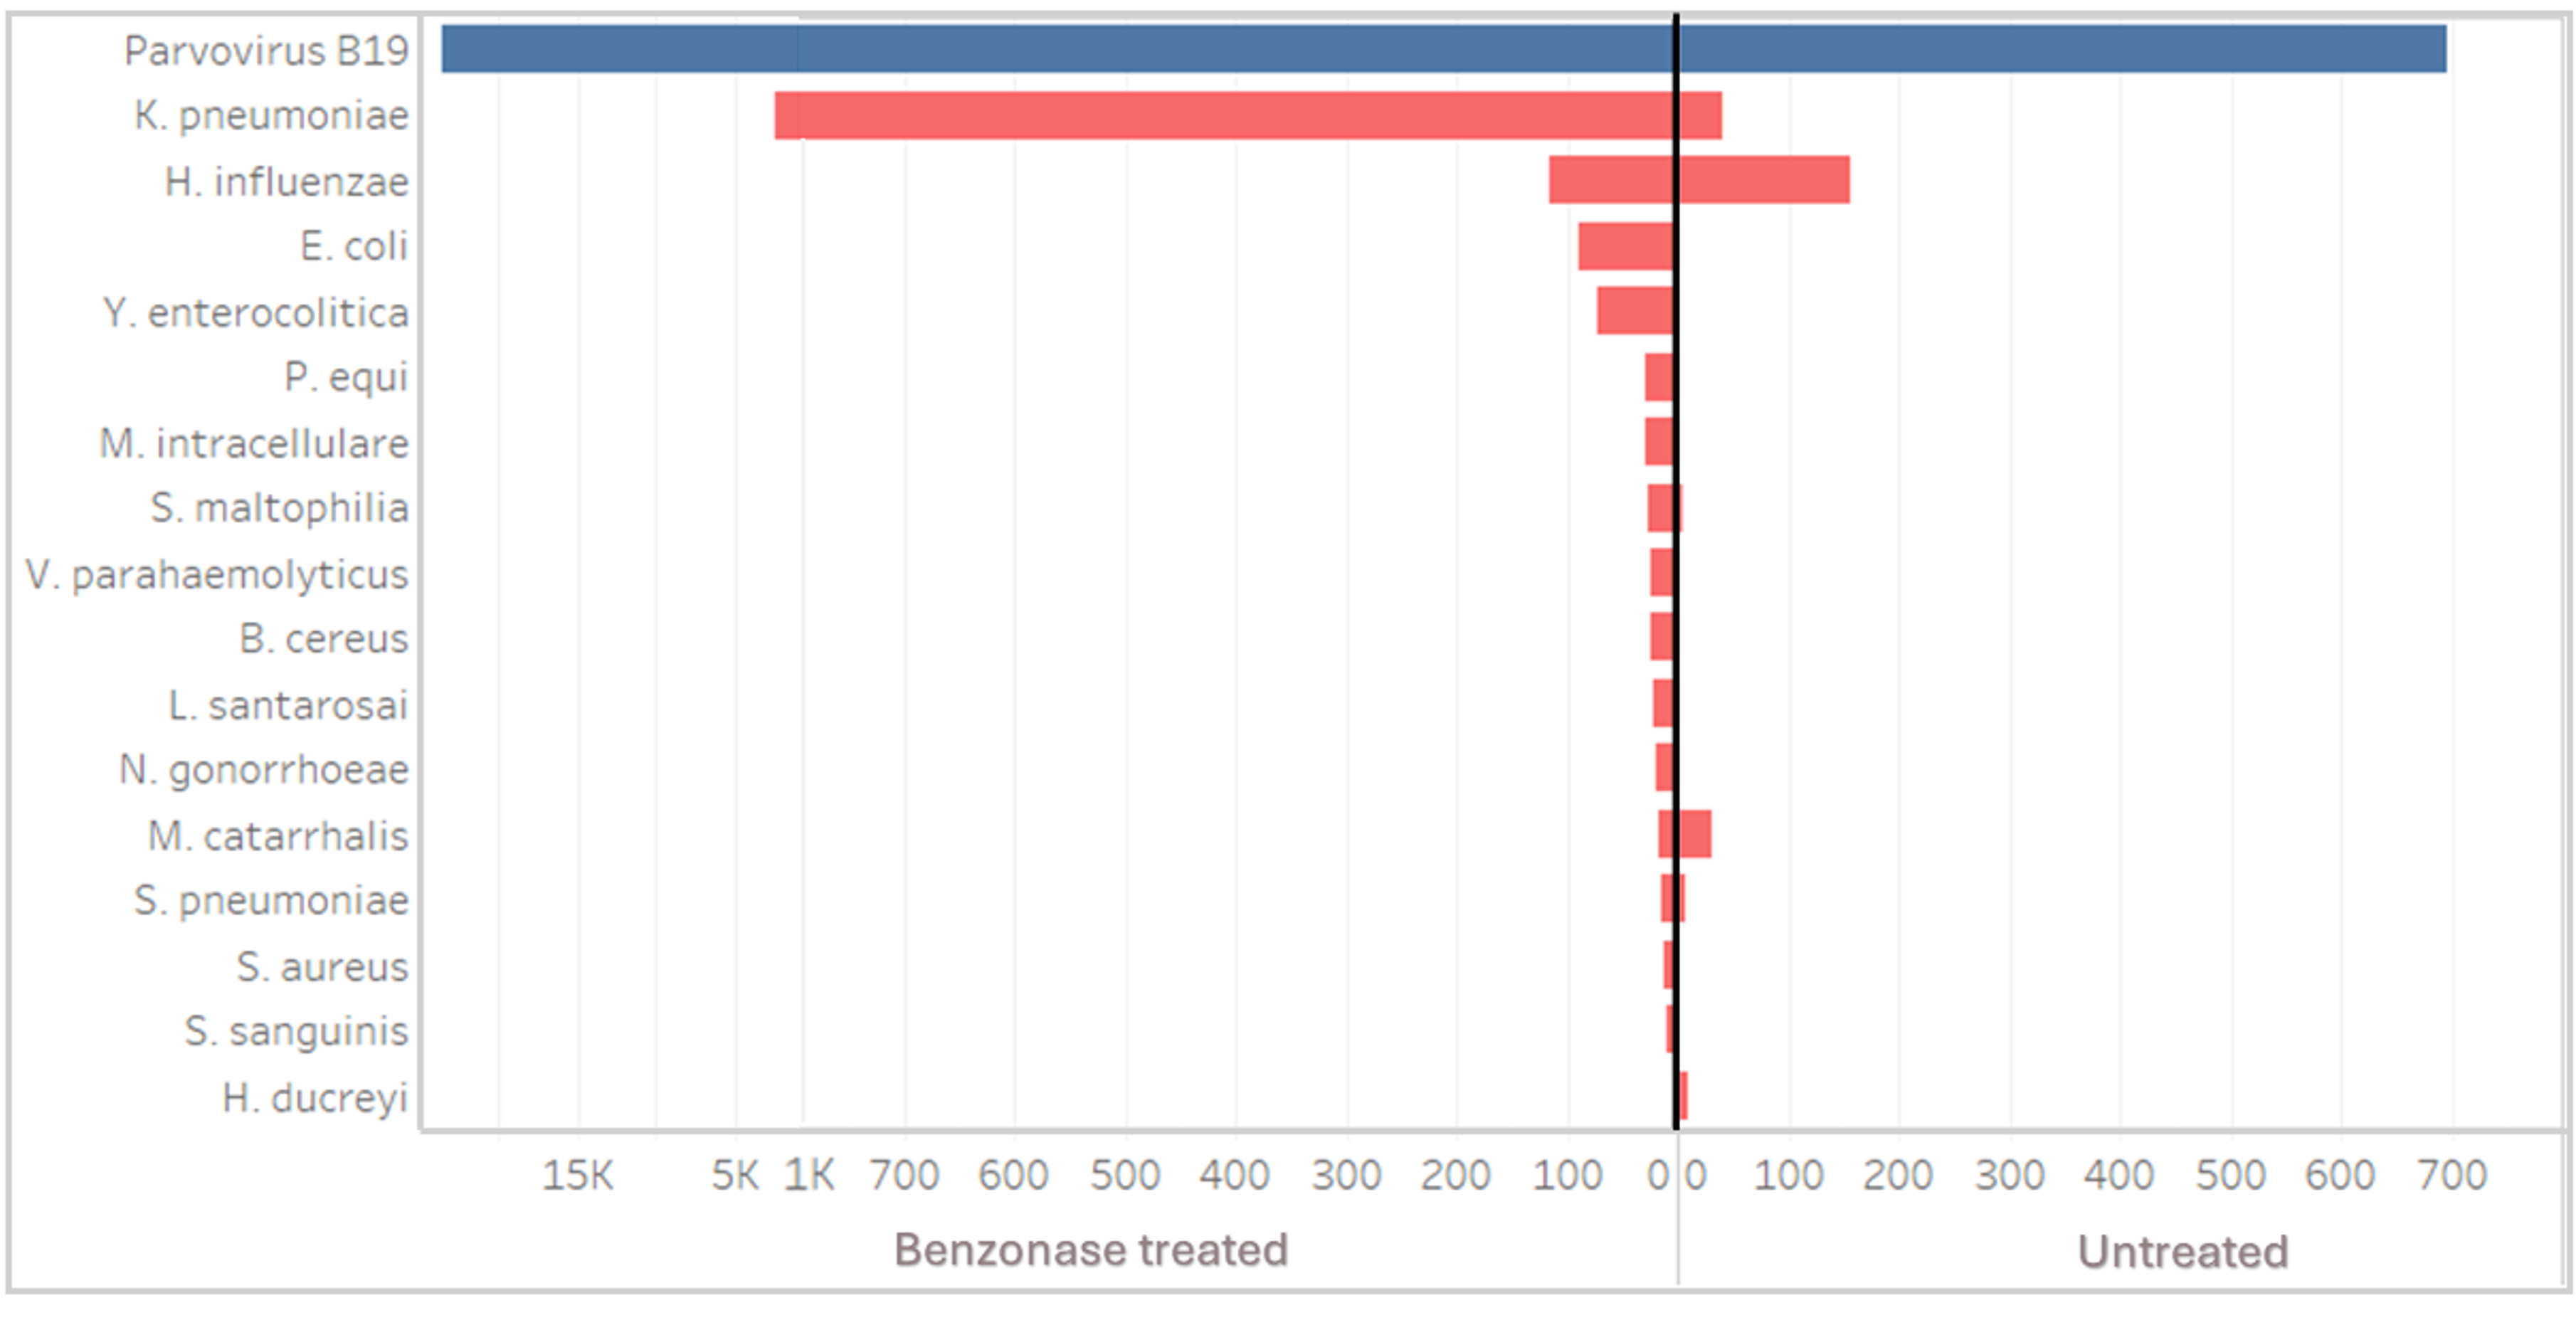 Parvovirus B19
K. pneumoniae
H. influenzae
E. coli
Y. enterocolitica
P. equi
M. intracellulare
S. maltophilia
V. parahaemolyticus
B. cereus
L. santarosai
N. gonorrhoeae
M. catarrhalis
S. pneumoniae
S. aureus
S. sanguinis
H. ducreyi
15K 5K 1K 700 600 500 400 300 200 100 0 0 100 200 300 400 500 600 700
Benzonase treated Untreated